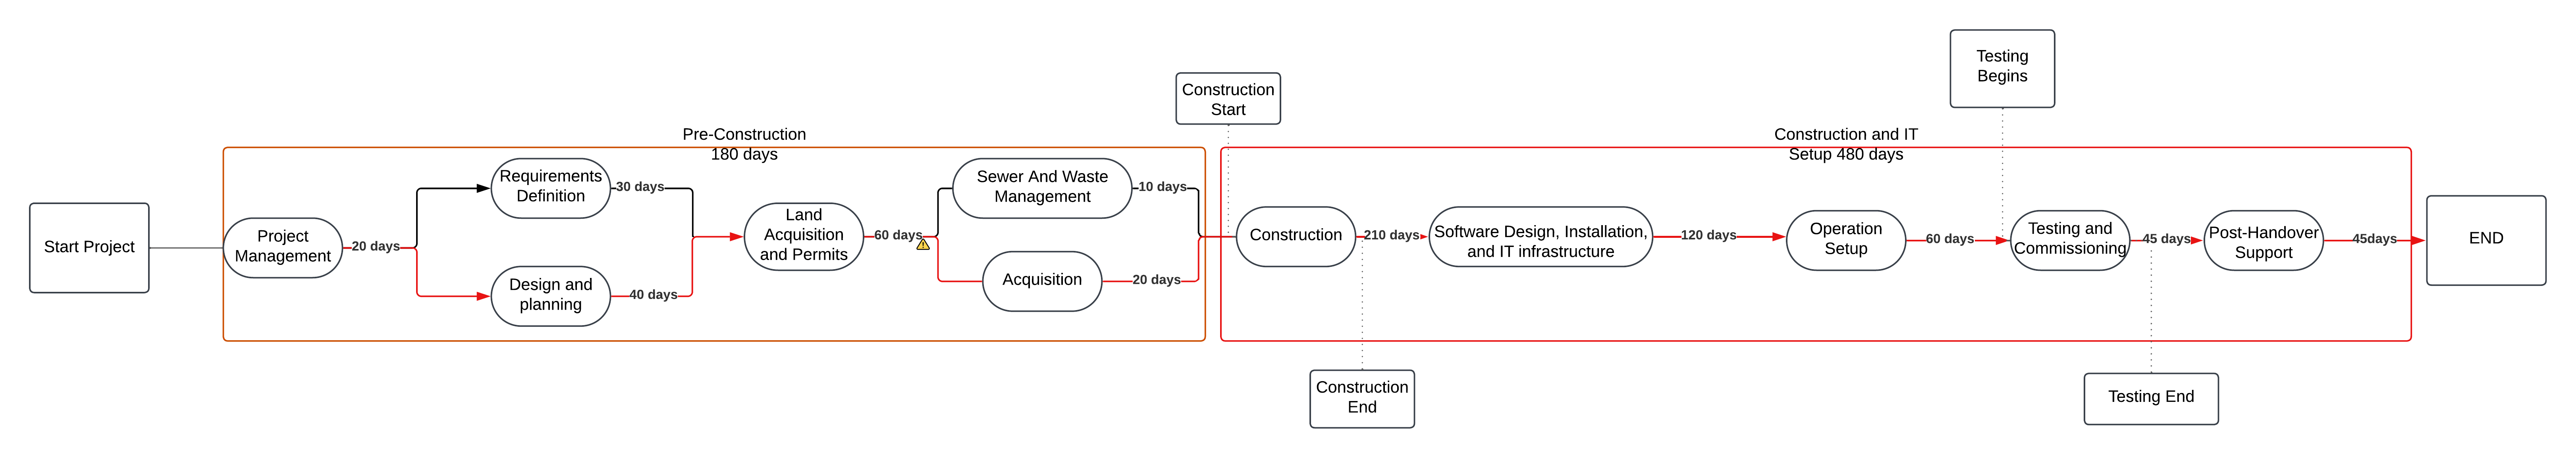 Testing
Begins
Construction
Start
Pre-Construction
180 days
Construction and IT
Setup 480 days
Start Project
Project
Management
20 days
Requirements
Definition
30 days
Design and
planning
40 days
Land
Acquisition
and Permits
60 days
Sewer And Waste
Management
10 days
Acquisition
20 days
Construction
210 days
Software Design, Installation,
and IT infrastructure
120 days
Operation
Setup
60 days
Testing and
Commissioning
45 days
Post-Handover
Support
45days
END
Construction
End
Testing End